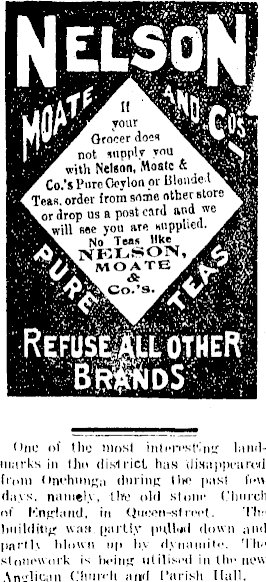 NELSON
MOATE AND CO'S
If
your
Grocer does
not supply you
with Nelson, Moate &
Co.'s Pure Ceylon or Blended
Teas, order from some other store
or drop us a post card and we
will see you are supplied.
No Teas like
NELSON,
MOATE
&
Co.'s.
PURE TEAS
REFUSE ALL OTHER
BRANDS
One of the most interesting land-
marks in the district has disappeared
from Onehunga during the past few
days, namely, the old stone Church
of England, in Queen-street. The
building was partly pulled down and
partly blown up by dynamite. The
stonework is being utilised in the new
Anglican Church and Parish Hall.